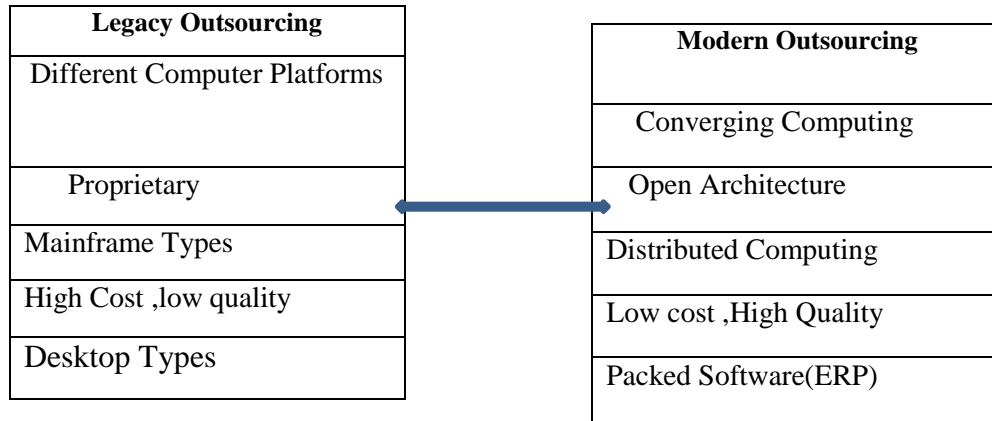 Legacy Outsourcing
Different Computer Platforms
Proprietary
Mainframe Types
High Cost ,low quality
Desktop Types
Modern Outsourcing
Converging Computing
Open Architecture
Distributed Computing
Low cost ,High Quality
Packed Software(ERP)